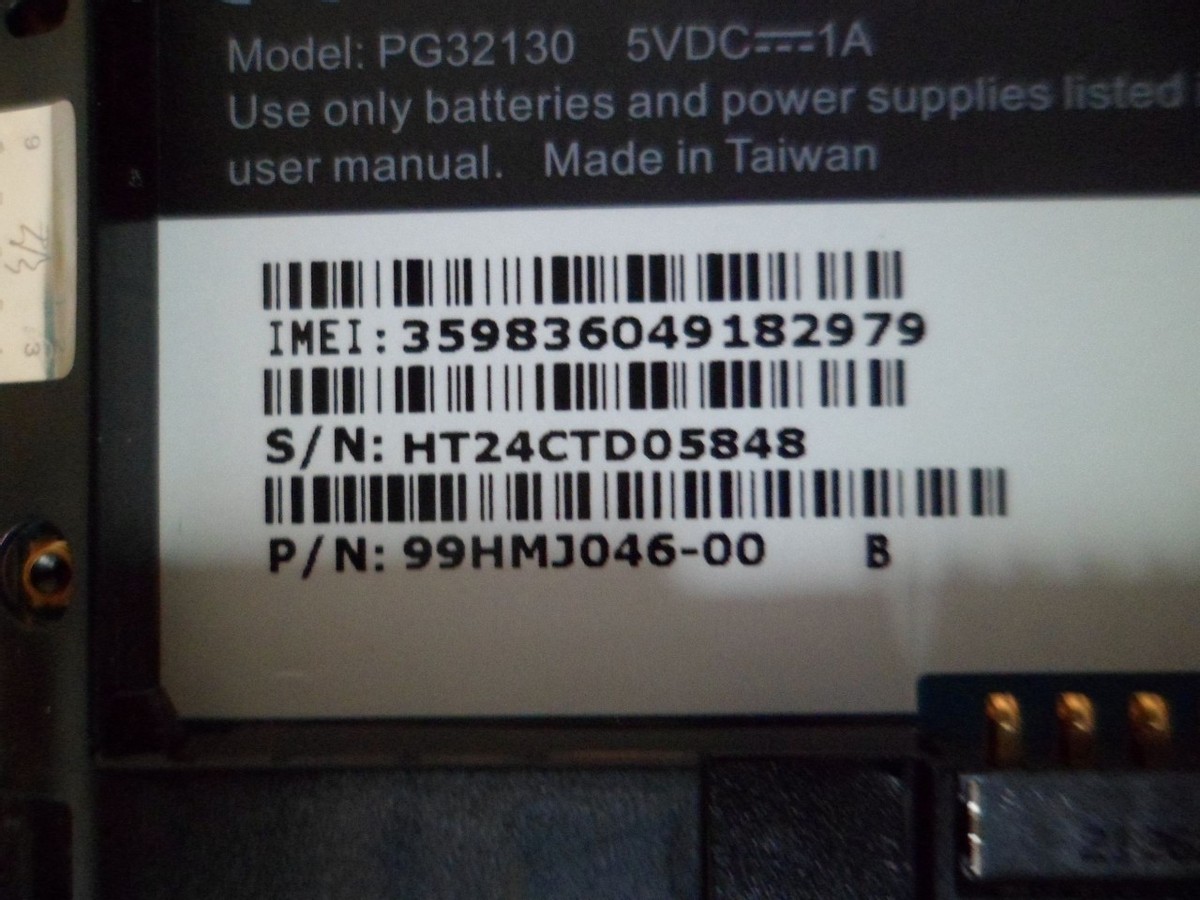 Model: PG32130 5VDC⎓1A
Use only batteries and power supplies listed
user manual. Made in Taiwan
IMEI: 359836049182979
S/N: HT24CTD05848
P/N: 99HMJ046-00 B